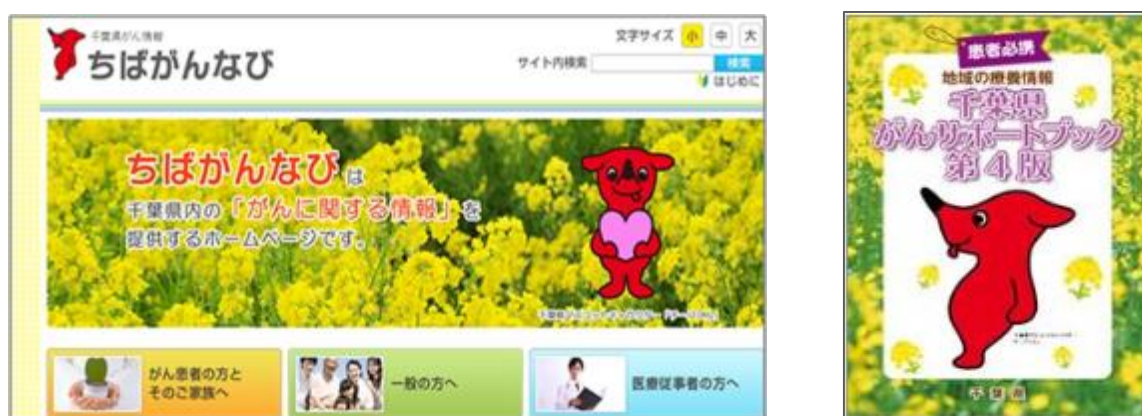 千葉県がん情報
ちばがんなび
文字サイズ 小 中 大
サイト内検索 検索
はじめに
ちばがんなび は
千葉県内の「がんに関する情報」を
提供するホームページです。
がん患者の方と
そのご家族へ
一般の方へ
医療従事者の方へ
患者必携
地域の療養情報
千葉県
がんサポートブック
第4版
千葉県